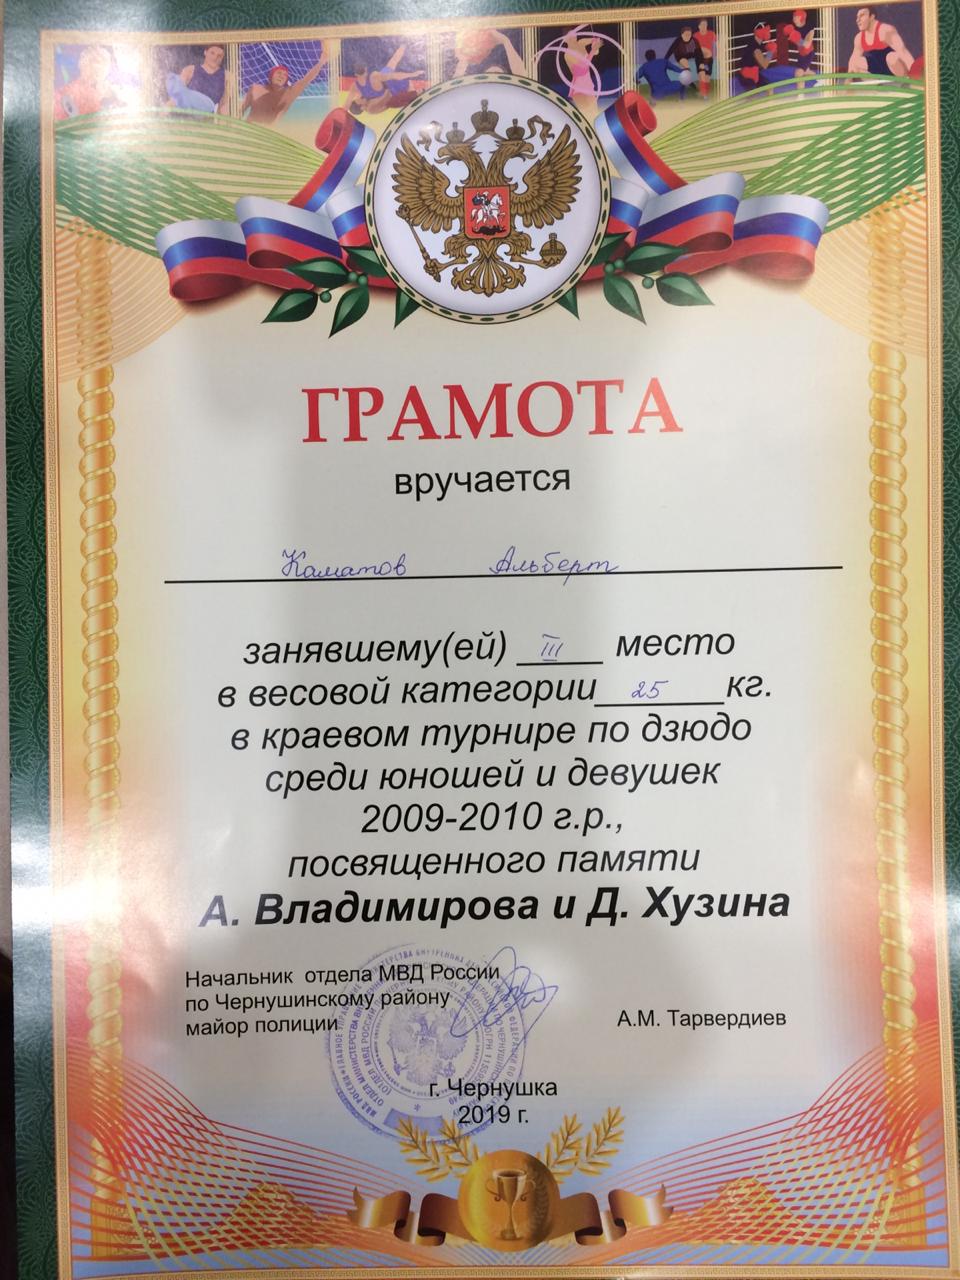 ГРАМОТА
вручается
Каматов Альберт
занявшему(ей) III место
в весовой категории 25 кг.
в краевом турнире по дзюдо
среди юношей и девушек
2009-2010 г.р.,
посвященного памяти
А. Владимирова и Д. Хузина
Начальник отдела МВД России
по Чернушинскому району
майор полиции
А.М. Тарвердиев
г. Чернушка
2019 г.